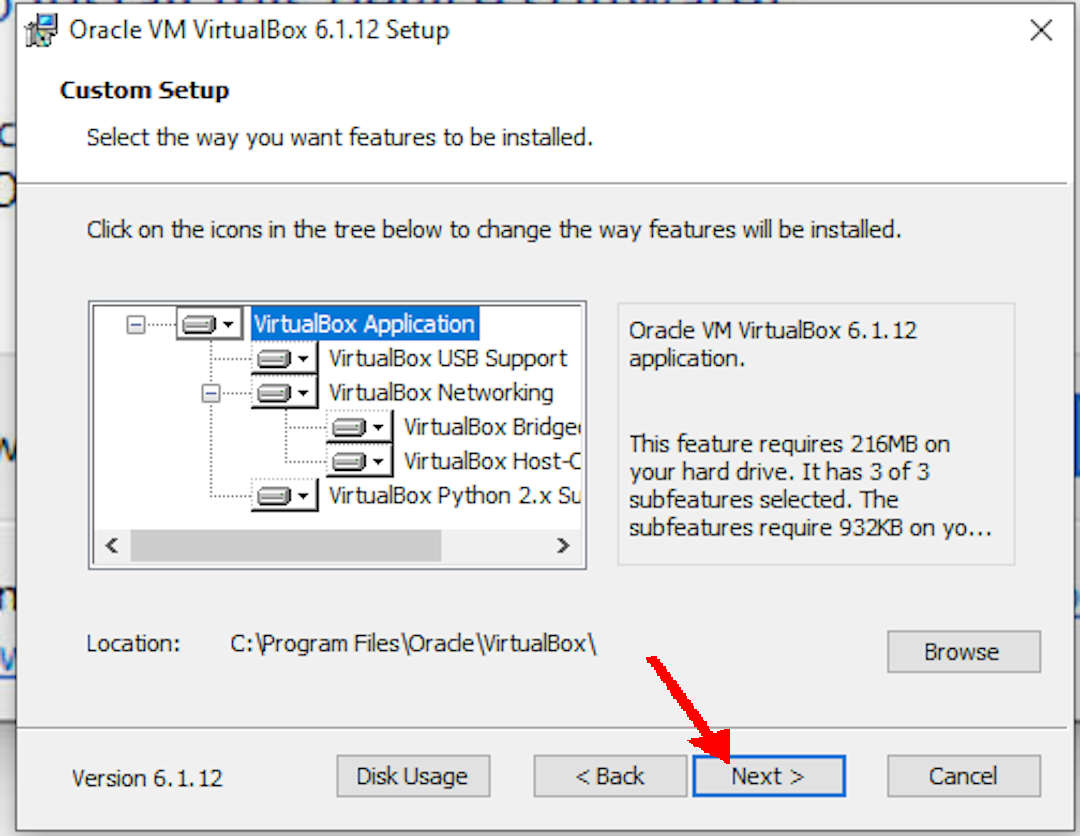 Oracle VM VirtualBox 6.1.12 Setup
Custom Setup
Select the way you want features to be installed.
Click on the icons in the tree below to change the way features will be installed.
VirtualBox Application
VirtualBox USB Support
VirtualBox Networking
VirtualBox Bridge
VirtualBox Host-
VirtualBox Python 2.x Su
Oracle VM VirtualBox 6.1.12
application.
This feature requires 216MB on
your hard drive. It has 3 of 3
subfeatures selected. The
subfeatures require 932KB on yo...
Location: C:\Program Files\Oracle\VirtualBox\
Browse
Version 6.1.12
Disk Usage
< Back
Next >
Cancel